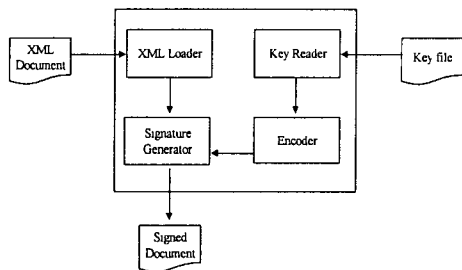 XML
Document
XML Loader
Key Reader
Key file
Signature
Generator
Encoder
Signed
Document